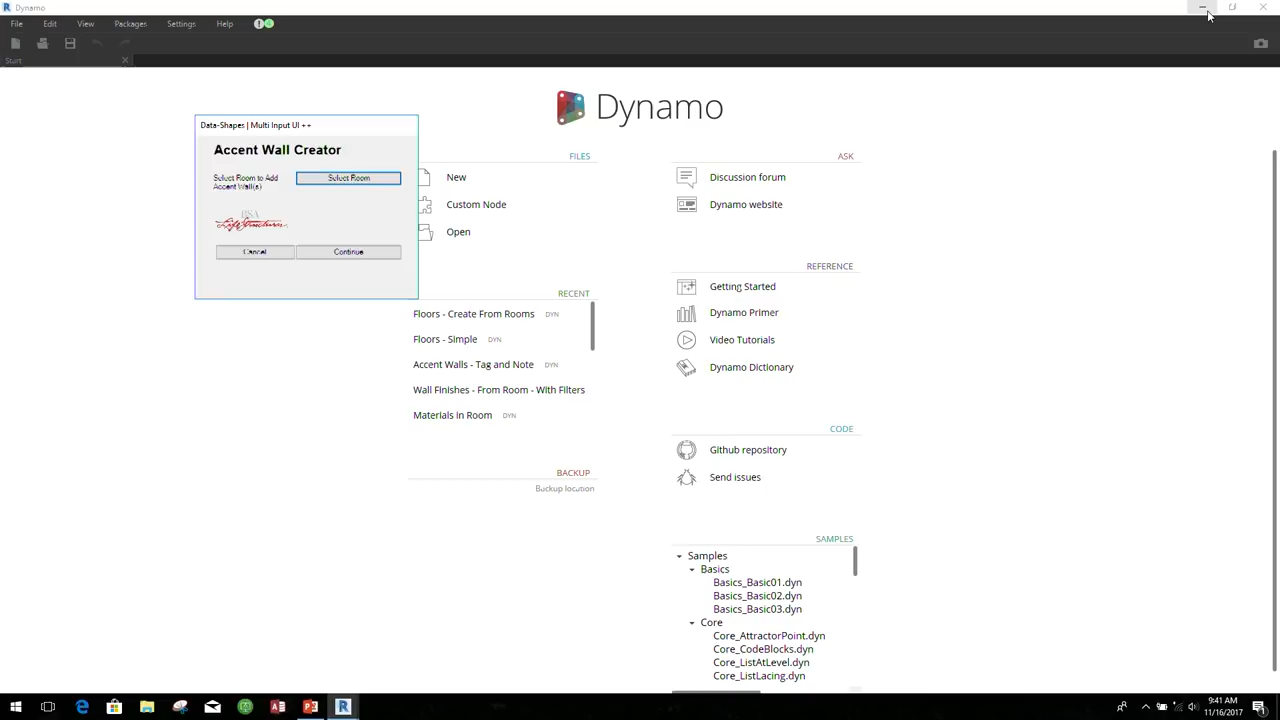 Dynamo
File Edit View Packages Settings Help
Start
Dynamo
Data-Shapes | Multi Input UI ++
Accent Wall Creator
Select Room to Add
Accent Wall(s)
Select Room
LifeStructures
Cancel
Continue
FILES
New
Custom Node
Open
RECENT
Floors - Create From Rooms DYN
Floors - Simple DYN
Accent Walls - Tag and Note DYN
Wall Finishes - From Room - With Filters
Materials in Room DYN
BACKUP
Backup location
ASK
Discussion forum
Dynamo website
REFERENCE
Getting Started
Dynamo Primer
Video Tutorials
Dynamo Dictionary
CODE
Github repository
Send issues
SAMPLES
Samples
Basics
Basics_Basic01.dyn
Basics_Basic02.dyn
Basics_Basic03.dyn
Core
Core_AttractorPoint.dyn
Core_CodeBlocks.dyn
Core_ListAtLevel.dyn
Core_ListLacing.dyn
9:41 AM
11/16/2017